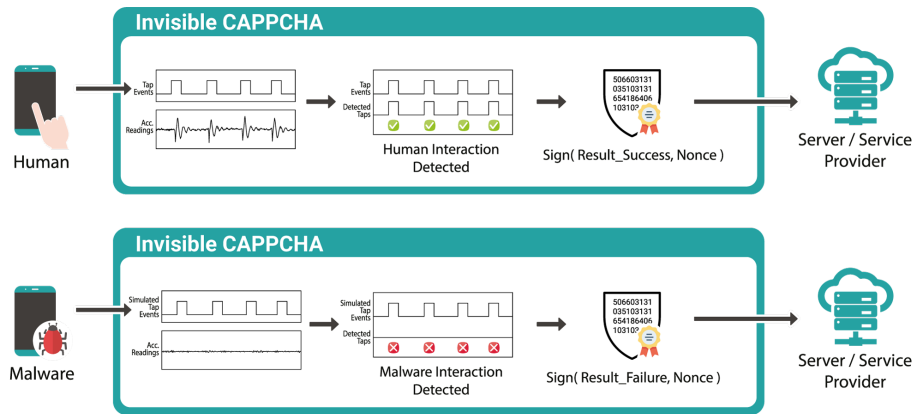 Invisible CAPPCHA
Tap
Events
Acc.
Readings
Tap
Events
Detected
Taps
Human Interaction
Detected
506603131
035103131
654186406
103103
Sign( Result_Success, Nonce )
Human
Server / Service
Provider
Invisible CAPPCHA
Simulated
Tap
Events
Acc.
Readings
Simulated
Tap
Events
Detected
Taps
Malware Interaction
Detected
506603131
035103131
654186406
103103
Sign( Result_Failure, Nonce )
Malware
Server / Service
Provider